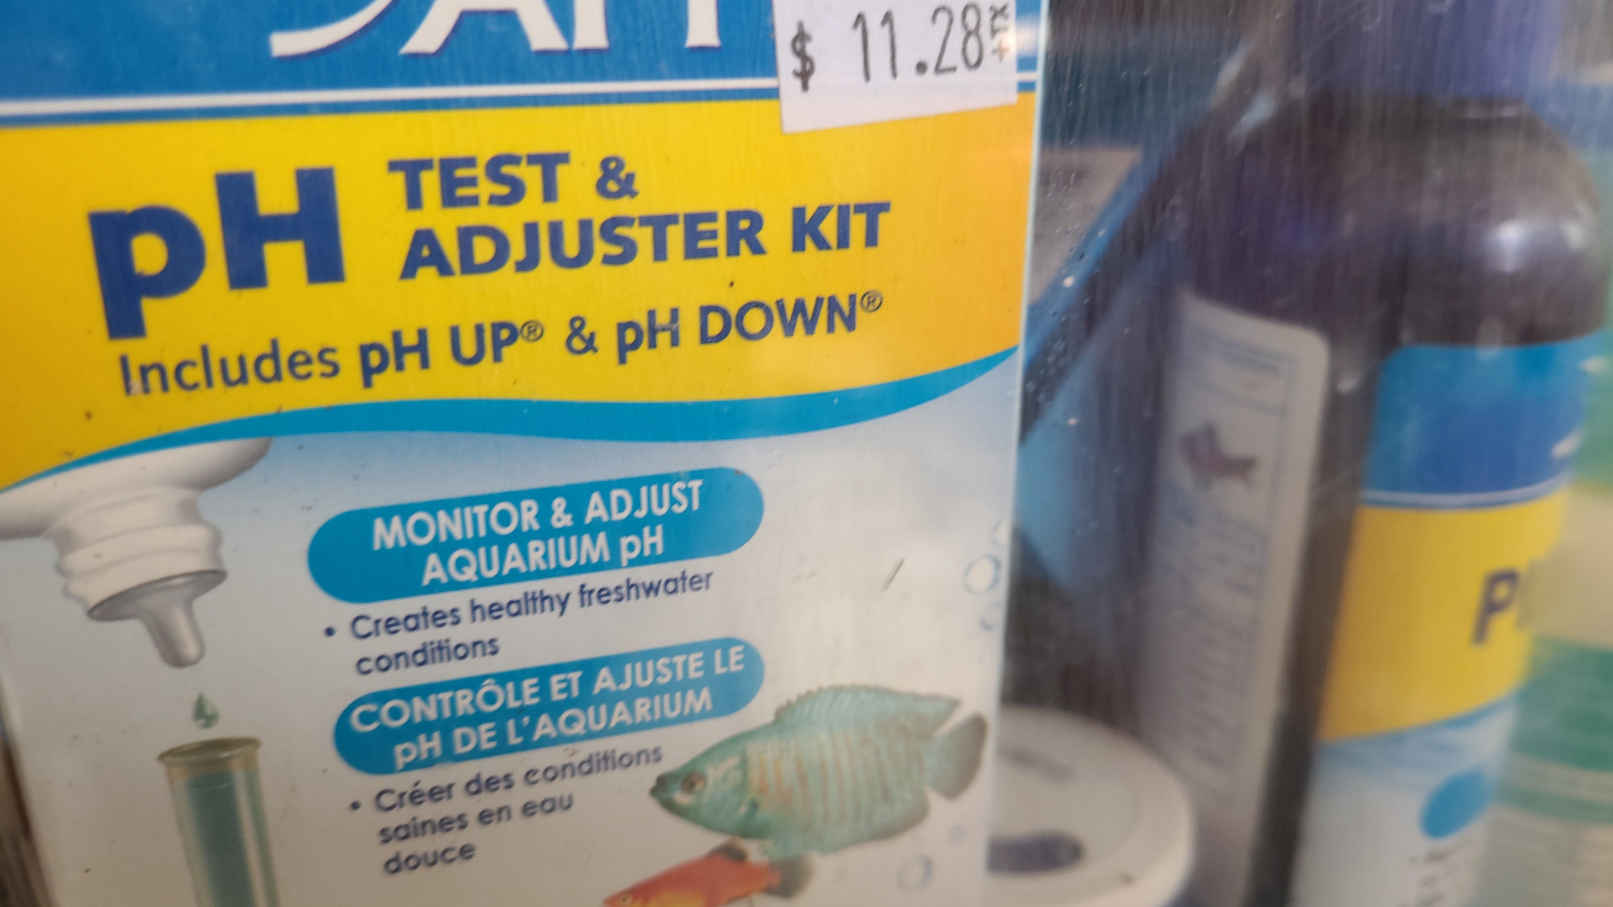 API
$ 11.28
pH TEST &
ADJUSTER KIT
Includes pH UP® & pH DOWN®
MONITOR & ADJUST
AQUARIUM pH
• Creates healthy freshwater
conditions
CONTRÔLE ET AJUSTE LE
pH DE L'AQUARIUM
• Créer des conditions
saines en eau
douce